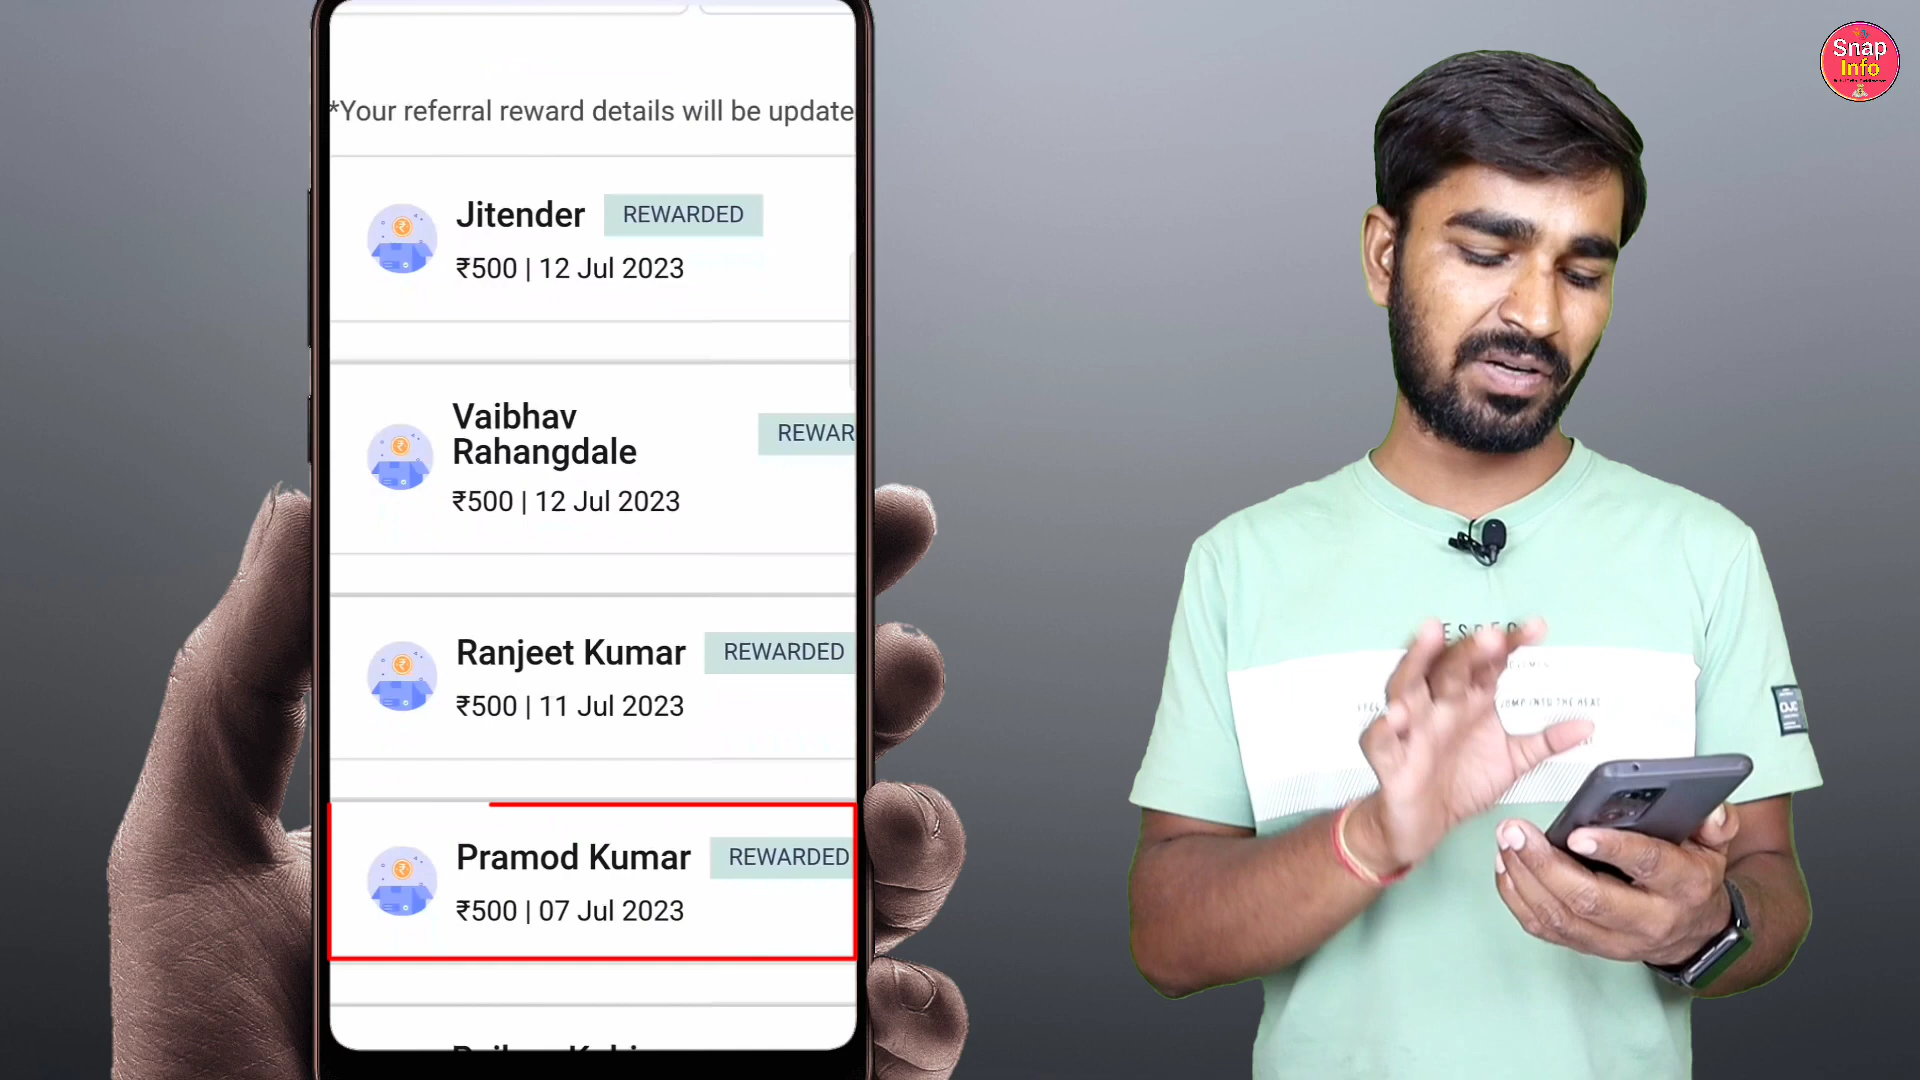 *Your referral reward details will be update
Jitender REWARDED
₹500 | 12 Jul 2023
Vaibhav
Rahangdale
REWAR
₹500 | 12 Jul 2023
Ranjeet Kumar REWARDED
₹500 | 11 Jul 2023
Pramod Kumar REWARDED
₹500 | 07 Jul 2023
Snap
Info